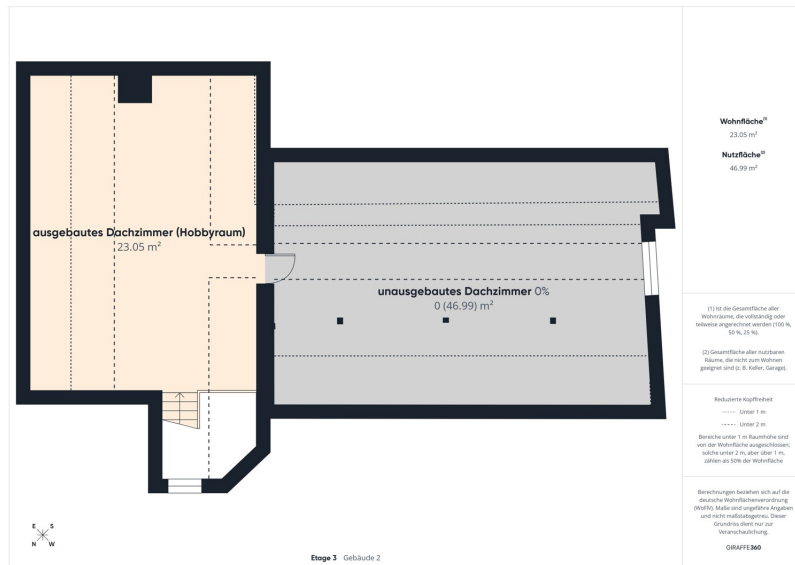 ausgebautes Dachzimmer (Hobbyraum)
23.05 m²
unausgebautes Dachzimmer 0%
0 (46.99) m²
Wohnfläche(1)
23.05 m²
Nutzfläche(2)
46.99 m²
(1) Ist die Gesamtfläche aller
Wohnräume, die vollständig oder
teilweise angerechnet werden (100 %,
50 %, 25 %).
(2) Gesamtfläche aller nutzbaren
Räume, die nicht zum Wohnen
geeignet sind (z. B. Keller, Garage).
Reduzierte Kopffreiheit
Unter 1 m
Unter 2 m
Bereiche unter 1 m Raumhöhe sind
von der Wohnfläche ausgeschlossen;
solche unter 2 m, aber über 1 m,
zählen als 50% der Wohnfläche
Berechnungen beziehen sich auf die
deutsche Wohnflächenverordnung
(WoFlV). Maße sind ungefähre Angaben
und nicht maßstabsgetreu. Dieser
Grundriss dient nur zur
Veranschaulichung.
GIRAFFE360
E S
N W
Etage 3 Gebäude 2